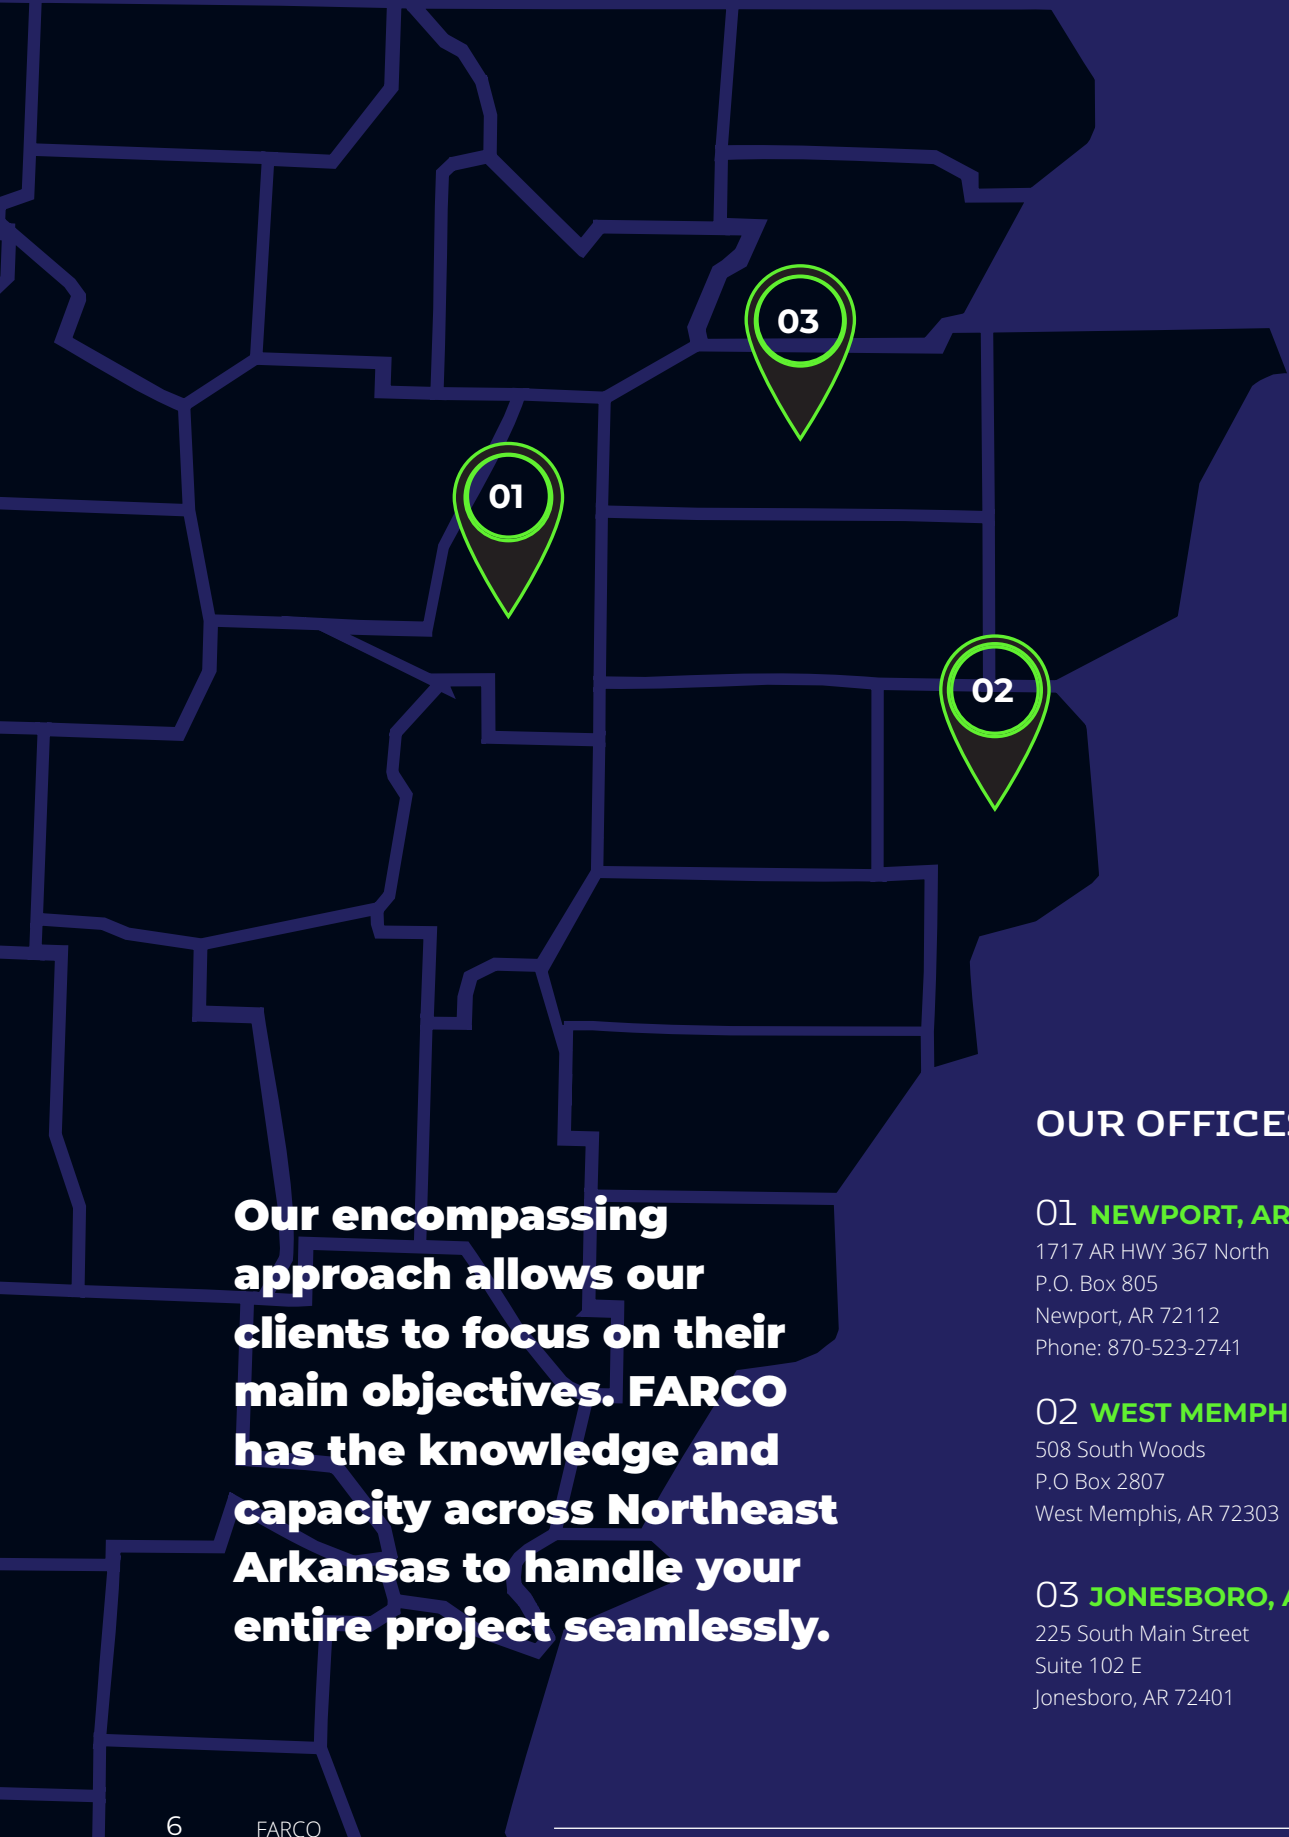 03
01
02
Our encompassing
approach allows our
clients to focus on their
main objectives. FARCO
has the knowledge and
capacity across Northeast
Arkansas to handle your
entire project seamlessly.
OUR OFFICES
01 NEWPORT, AR
1717 AR HWY 367 North
P.O. Box 805
Newport, AR 72112
Phone: 870-523-2741
02 WEST MEMPH
508 South Woods
P.O Box 2807
West Memphis, AR 72303
03 JONESBORO, A
225 South Main Street
Suite 102 E
Jonesboro, AR 72401
6 FARCO